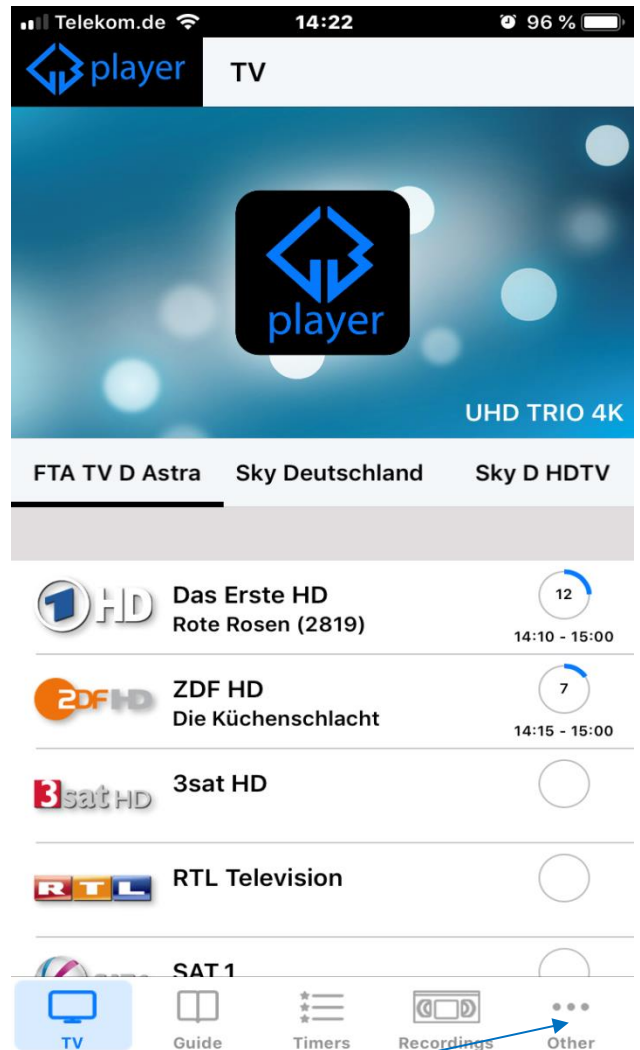 Telekom.de 14:22 96 %
player TV
player
UHD TRIO 4K
FTA TV D Astra Sky Deutschland Sky D HDTV
1 HD Das Erste HD 12
Rote Rosen (2819) 14:10 - 15:00
2DF HD ZDF HD 7
Die Küchenschlacht 14:15 - 15:00
3sat HD 3sat HD
RTL RTL Television
SAT.1
TV Guide Timers Recordings Other